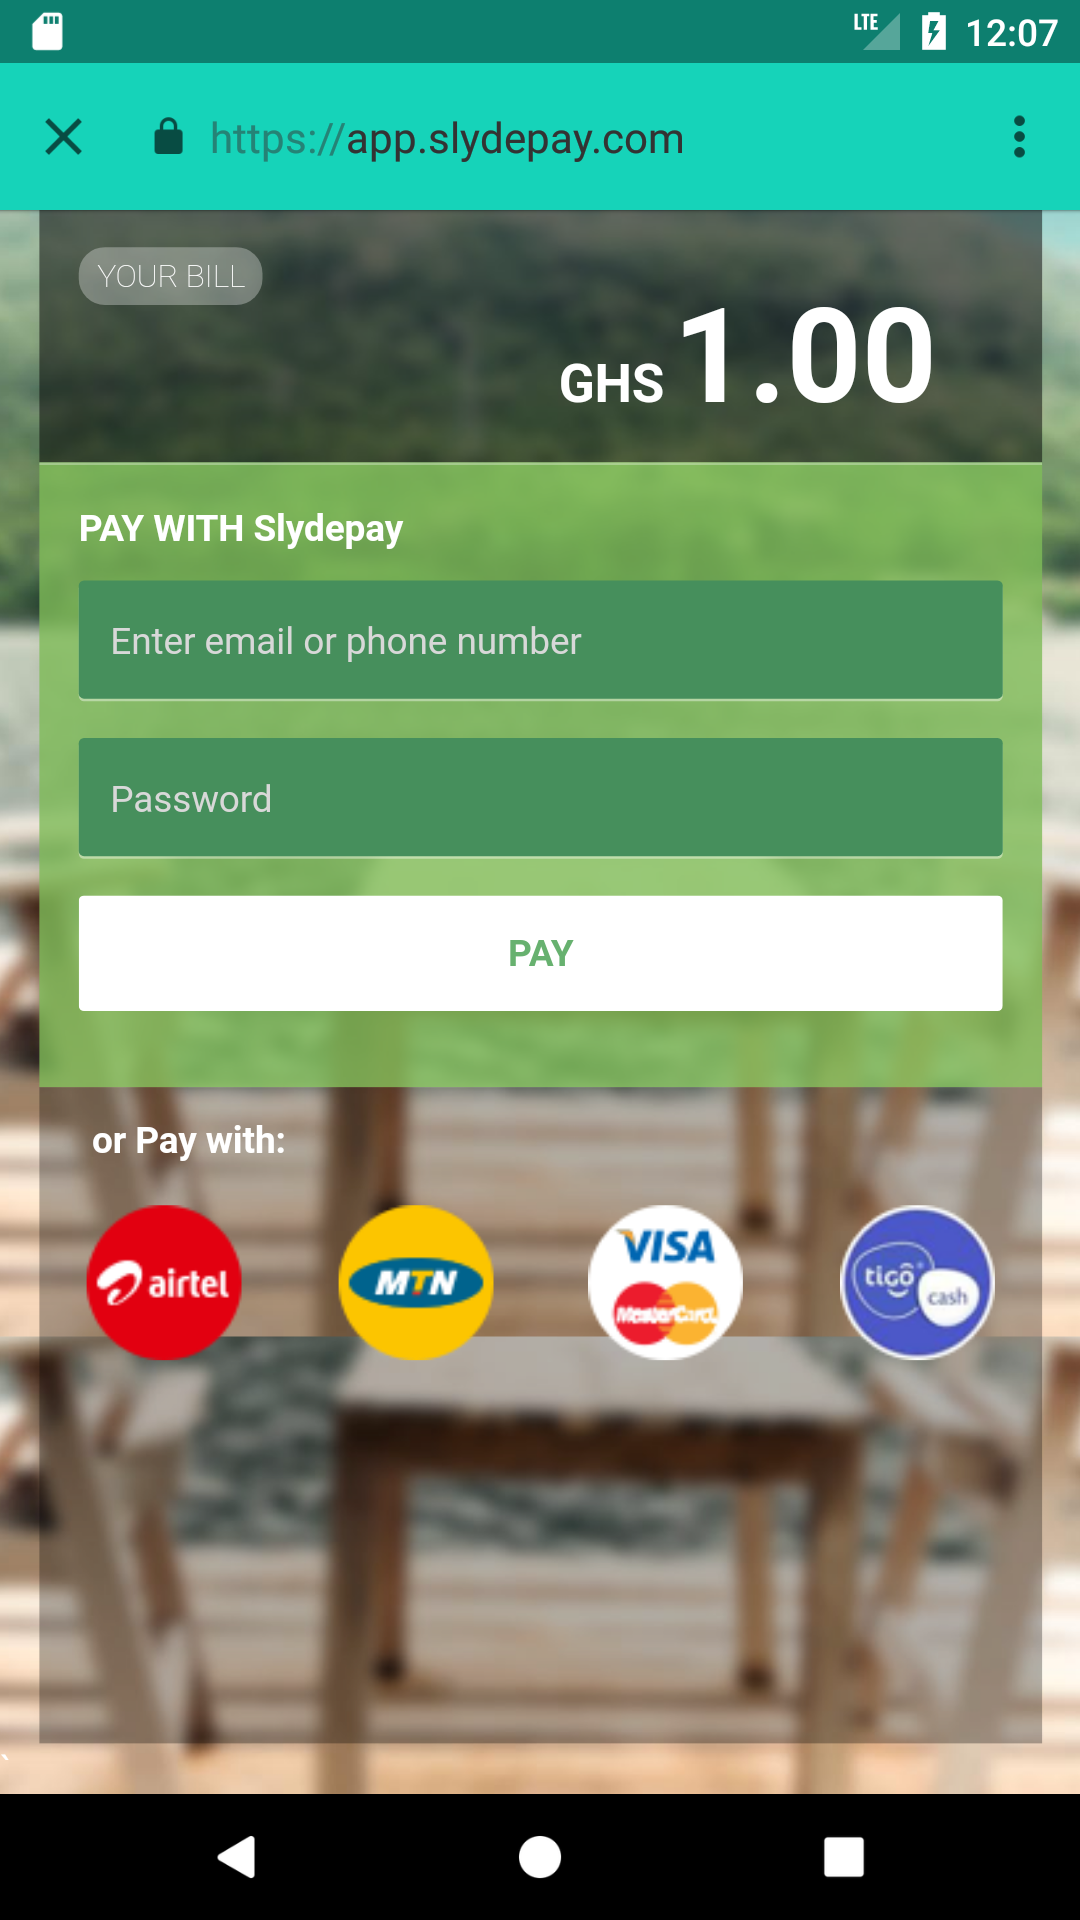 LTE 12:07
https://app.slydepay.com
YOUR BILL
GHS 1.00
PAY WITH Slydepay
Enter email or phone number
Password
PAY
or Pay with:
airtel
MTN
VISA
MasterCard
tiGO
cash
`